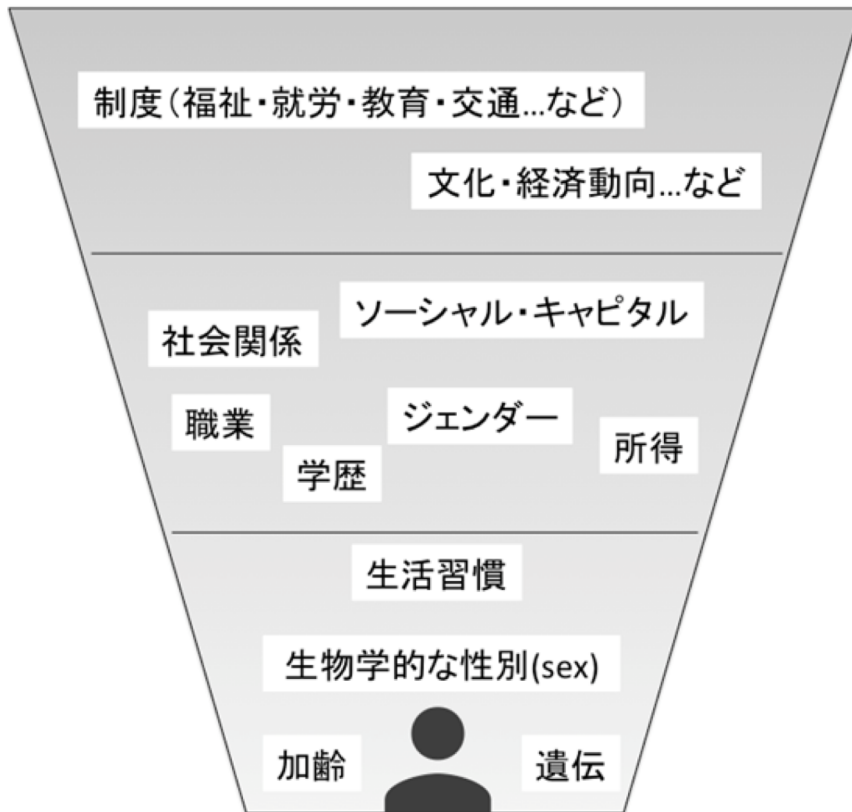 制度（福祉・就労・教育・交通...など）
文化・経済動向...など
ソーシャル・キャピタル
社会関係
ジェンダー
職業
所得
学歴
生活習慣
生物学的な性別(sex)
加齢
遺伝